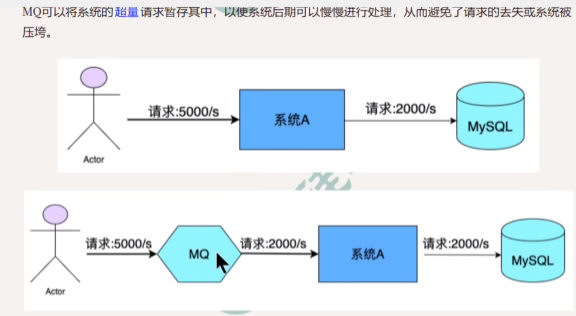 MQ可以将系统的超量请求暂存其中，以便系统后期可以慢慢进行处理，从而避免了请求的丢失或系统被
压垮。
请求:5000/s
系统A
请求:2000/s
MySQL
Actor
请求:5000/s
MQ
请求:2000/s
系统A
请求:2000/s
MySQL
Actor